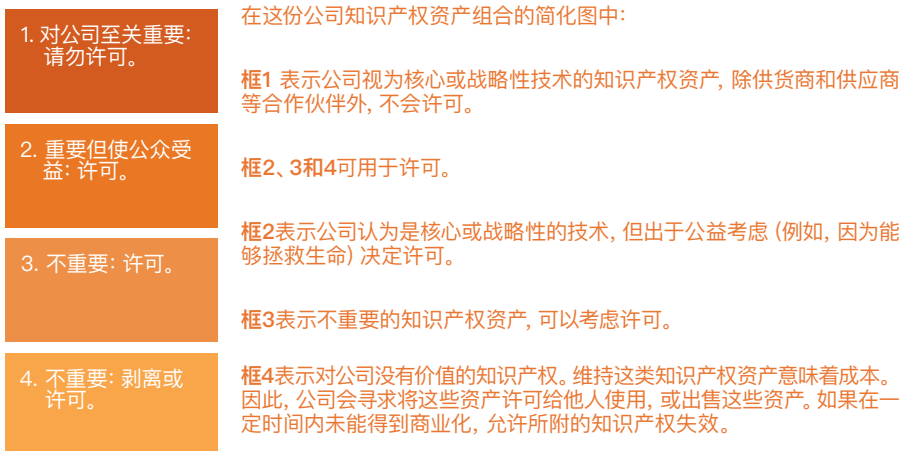 1. 对公司至关重要：
请勿许可。
2. 重要但使公众受
益：许可。
3. 不重要：许可。
4. 不重要：剥离或
许可。
在这份公司知识产权资产组合的简化图中：
框1 表示公司视为核心或战略性技术的知识产权资产，除供货商和供应商
等合作伙伴外，不会许可。
框2、3和4可用于许可。
框2表示公司认为是核心或战略性的技术，但出于公益考虑（例如，因为能
够拯救生命）决定许可。
框3表示不重要的知识产权资产，可以考虑许可。
框4表示对公司没有价值的知识产权。维持这类知识产权资产意味着成本。
因此，公司会寻求将这些资产许可给他人使用，或出售这些资产。如果在一
定时间内未能得到商业化，允许所附的知识产权失效。